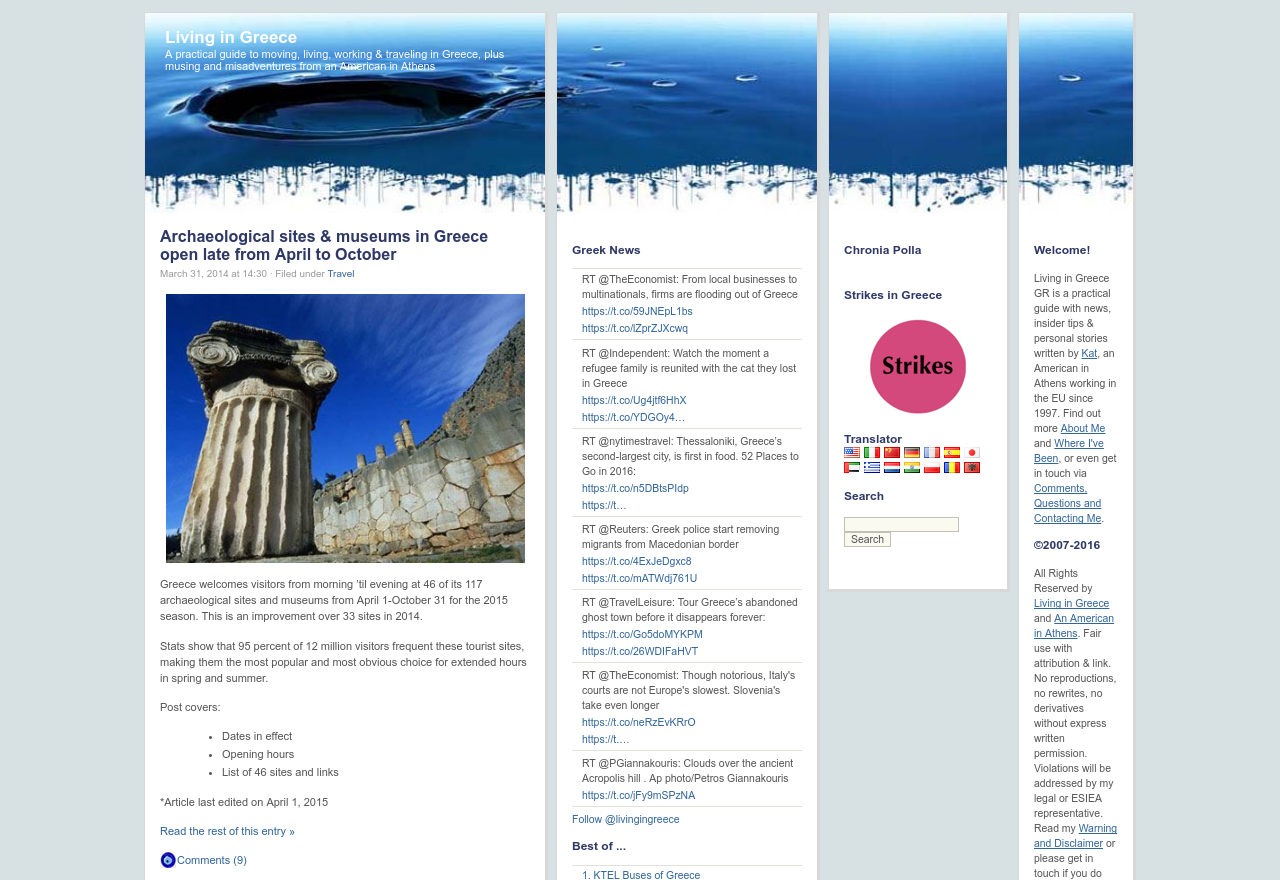 Living in Greece
A practical guide to moving, living, working & traveling in Greece, plus
musing and misadventures from an American in Athens
Archaeological sites & museums in Greece
open late from April to October
March 31, 2014 at 14:30 · Filed under Travel
Greece welcomes visitors from morning ’til evening at 46 of its 117
archaeological sites and museums from April 1-October 31 for the 2015
season. This is an improvement over 33 sites in 2014.
Stats show that 95 percent of 12 million visitors frequent these tourist sites,
making them the most popular and most obvious choice for extended hours
in spring and summer.
Post covers:
• Dates in effect
• Opening hours
• List of 46 sites and links
*Article last edited on April 1, 2015
Read the rest of this entry »
Comments (9)
Greek News
RT @TheEconomist: From local businesses to
multinationals, firms are flooding out of Greece
https://t.co/59JNEpL1bs
https://t.co/lZprZJXcwq
RT @Independent: Watch the moment a
refugee family is reunited with the cat they lost
in Greece
https://t.co/Ug4jtf6HhX
https://t.co/YDGOy4…
RT @nytimestravel: Thessaloniki, Greece’s
second-largest city, is first in food. 52 Places to
Go in 2016:
https://t.co/n5DBtsPIdp
https://t…
RT @Reuters: Greek police start removing
migrants from Macedonian border
https://t.co/4ExJeDgxc8
https://t.co/mATWdj761U
RT @TravelLeisure: Tour Greece’s abandoned
ghost town before it disappears forever:
https://t.co/Go5doMYKPM
https://t.co/26WDIFaHVT
RT @TheEconomist: Though notorious, Italy's
courts are not Europe's slowest. Slovenia's
take even longer
https://t.co/neRzEvKRrO
https://t.…
RT @PGiannakouris: Clouds over the ancient
Acropolis hill . Ap photo/Petros Giannakouris
https://t.co/jFy9mSPzNA
Follow @livingingreece
Best of ...
1. KTEL Buses of Greece
Chronia Polla
Strikes in Greece
Strikes
Translator
Search
Search
Welcome!
Living in Greece
GR is a practical
guide with news,
insider tips &
personal stories
written by Kat, an
American in
Athens working in
the EU since
1997. Find out
more About Me
and Where I've
Been, or even get
in touch via
Comments,
Questions and
Contacting Me.
©2007-2016
All Rights
Reserved by
Living in Greece
and An American
in Athens. Fair
use with
attribution & link.
No reproductions,
no rewrites, no
derivatives
without express
written
permission.
Violations will be
addressed by my
legal or ESIEA
representative.
Read my Warning
and Disclaimer or
please get in
touch if you do